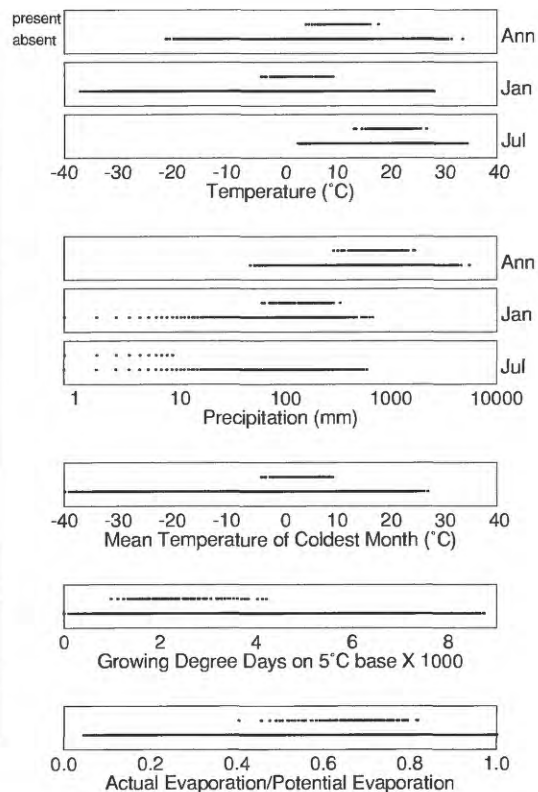 present
absent
Ann
Jan
Jul
-40 -30 -20 -10 0 10 20 30 40
Temperature (˚C)
Ann
Jan
Jul
1 10 100 1000 10000
Precipitation (mm)
-40 -30 -20 -10 0 10 20 30 40
Mean Temperature of Coldest Month (˚C)
0 2 4 6 8
Growing Degree Days on 5˚C base X 1000
0.0 0.2 0.4 0.6 0.8 1.0
Actual Evaporation/Potential Evaporation